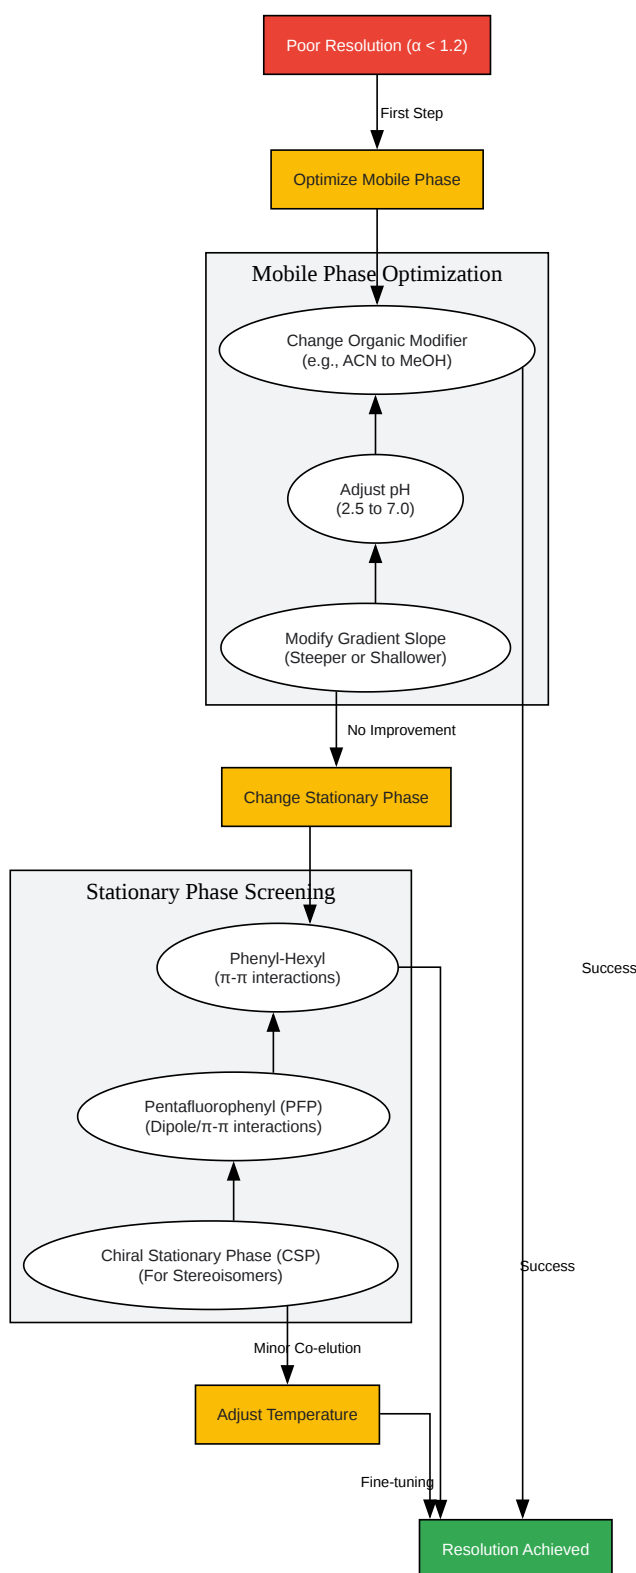 Poor Resolution (α < 1.2)
First Step
Optimize Mobile Phase
Mobile Phase Optimization
Change Organic Modifier
(e.g., ACN to MeOH)
Adjust pH
(2.5 to 7.0)
Modify Gradient Slope
(Steeper or Shallower)
No Improvement
Change Stationary Phase
Stationary Phase Screening
Phenyl-Hexyl
(π-π interactions)
Success
Pentafluorophenyl (PFP)
(Dipole/π-π interactions)
Chiral Stationary Phase (CSP)
(For Stereoisomers)
Success
Minor Co-elution
Adjust Temperature
Fine-tuning
Resolution Achieved